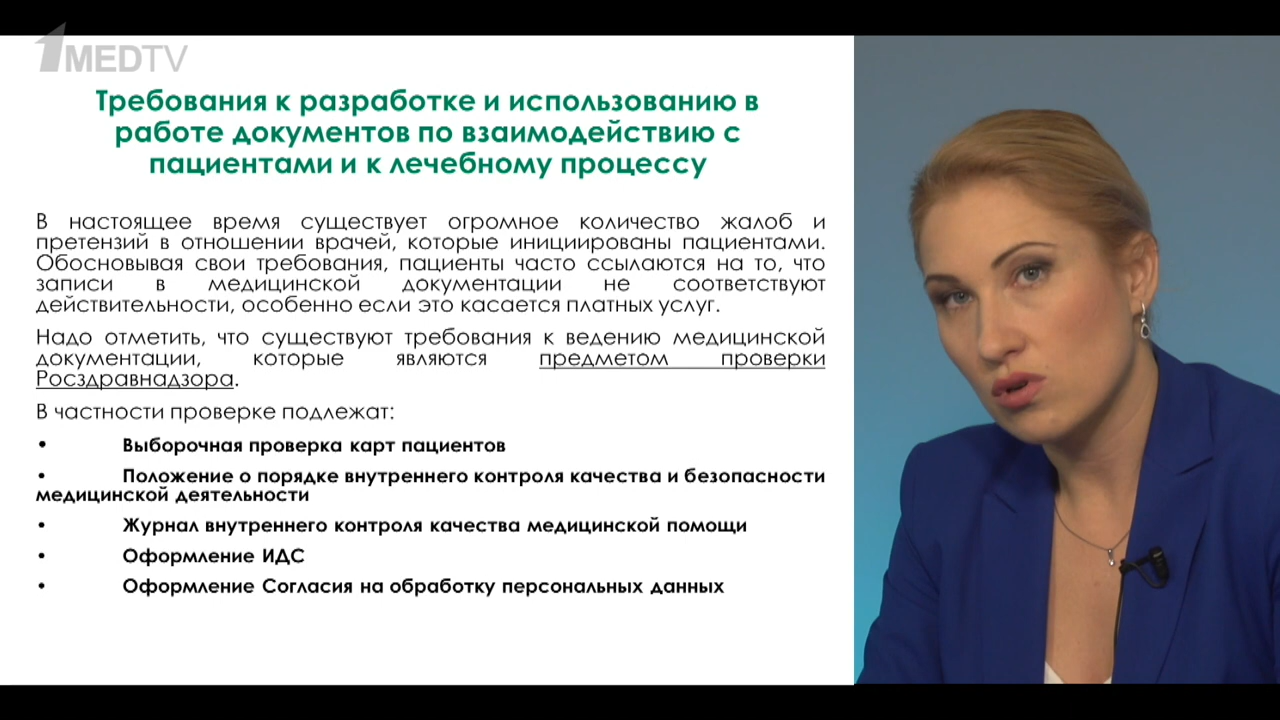 1MEDTV
Требования к разработке и использованию в
работе документов по взаимодействию с
пациентами и к лечебному процессу
В настоящее время существует огромное количество жалоб и
претензий в отношении врачей, которые инициированы пациентами.
Обосновывая свои требования, пациенты часто ссылаются на то, что
записи в медицинской документации не соответствуют
действительности, особенно если это касается платных услуг.
Надо отметить, что существуют требования к ведению медицинской
документации, которые являются предметом проверки
Росздравнадзора.
В частности проверке подлежат:
• Выборочная проверка карт пациентов
• Положение о порядке внутреннего контроля качества и безопасности
медицинской деятельности
• Журнал внутреннего контроля качества медицинской помощи
• Оформление ИДС
• Оформление Согласия на обработку персональных данных